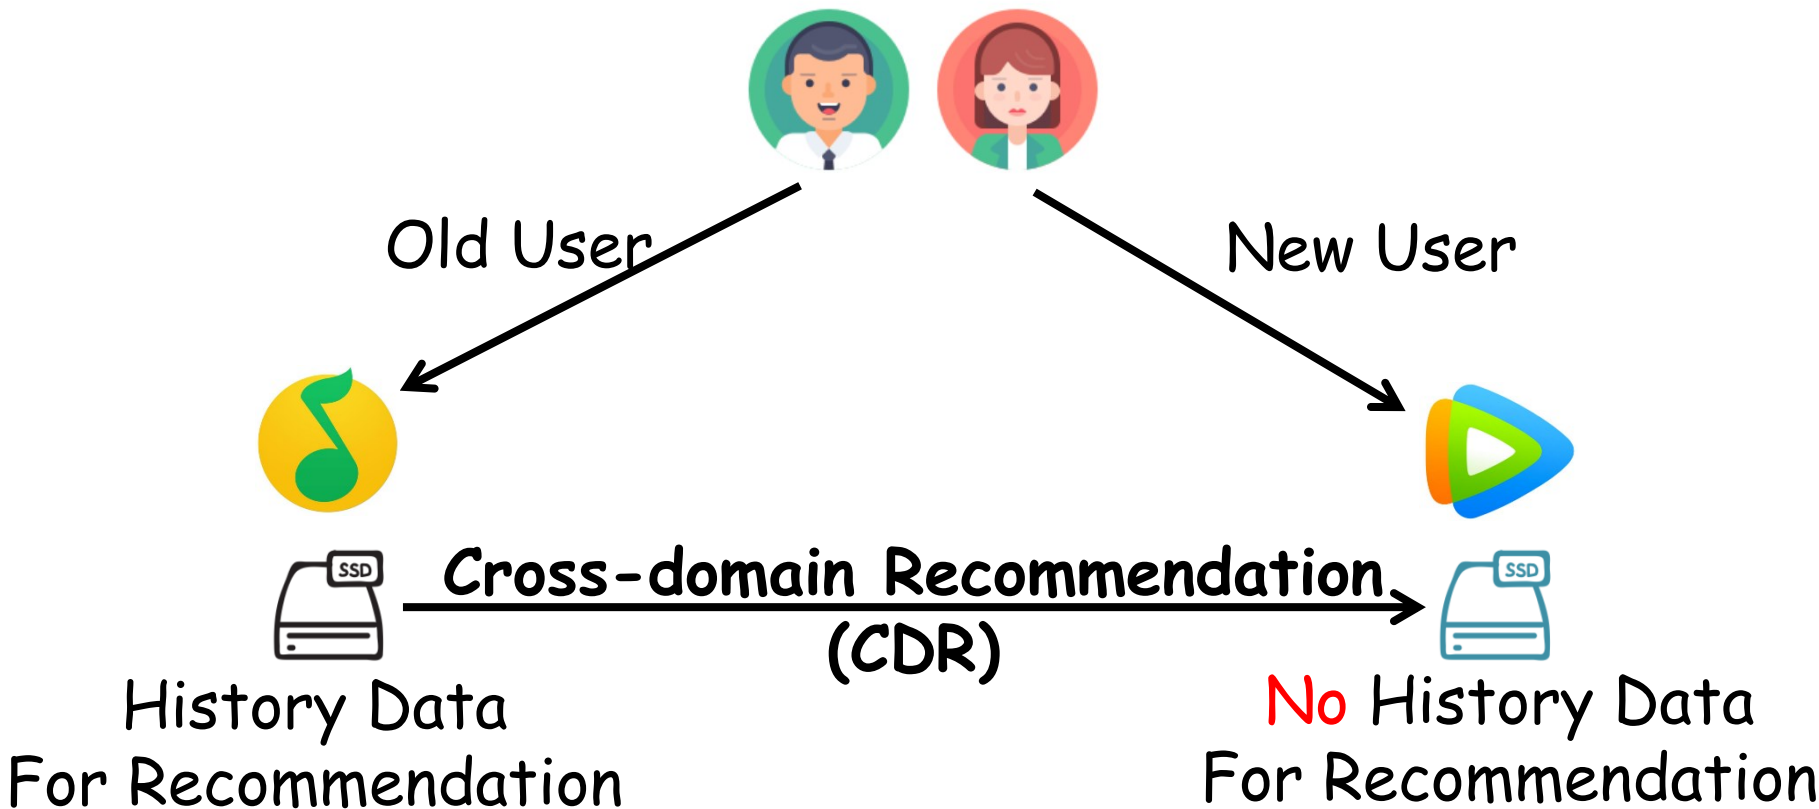 Old User
New User
SSD
Cross-domain Recommendation
(CDR)
SSD
History Data
For Recommendation
No History Data
For Recommendation